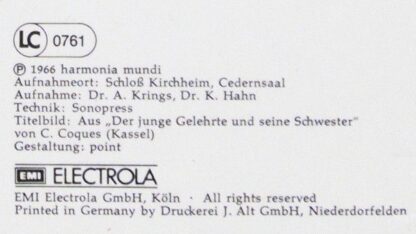 LC 0761
℗ 1966 harmonia mundi
Aufnahmeort: Schloß Kirchheim, Cedernsaal
Aufnahme: Dr. A. Krings, Dr. K. Hahn
Technik: Sonopress
Titelbild: Aus „Der junge Gelehrte und seine Schwester"
von C. Coques (Kassel)
Gestaltung: point
EMI ELECTROLA
EMI Electrola GmbH, Köln · All rights reserved
Printed in Germany by Druckerei J. Alt GmbH, Niederdorfelden